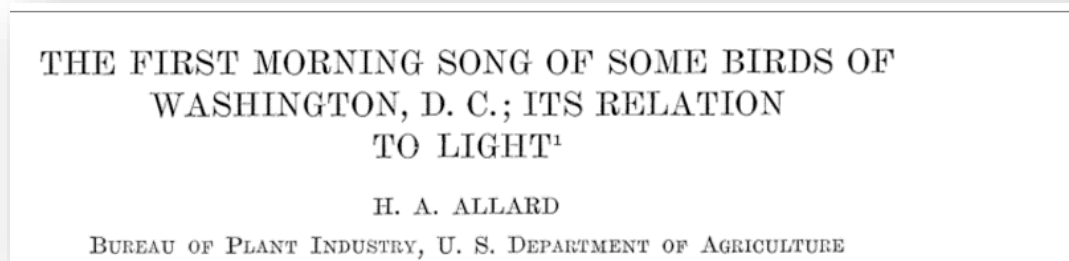 THE FIRST MORNING SONG OF SOME BIRDS OF
WASHINGTON, D. C.; ITS RELATION
TO LIGHT¹
H. A. ALLARD
BUREAU OF PLANT INDUSTRY, U. S. DEPARTMENT OF AGRICULTURE